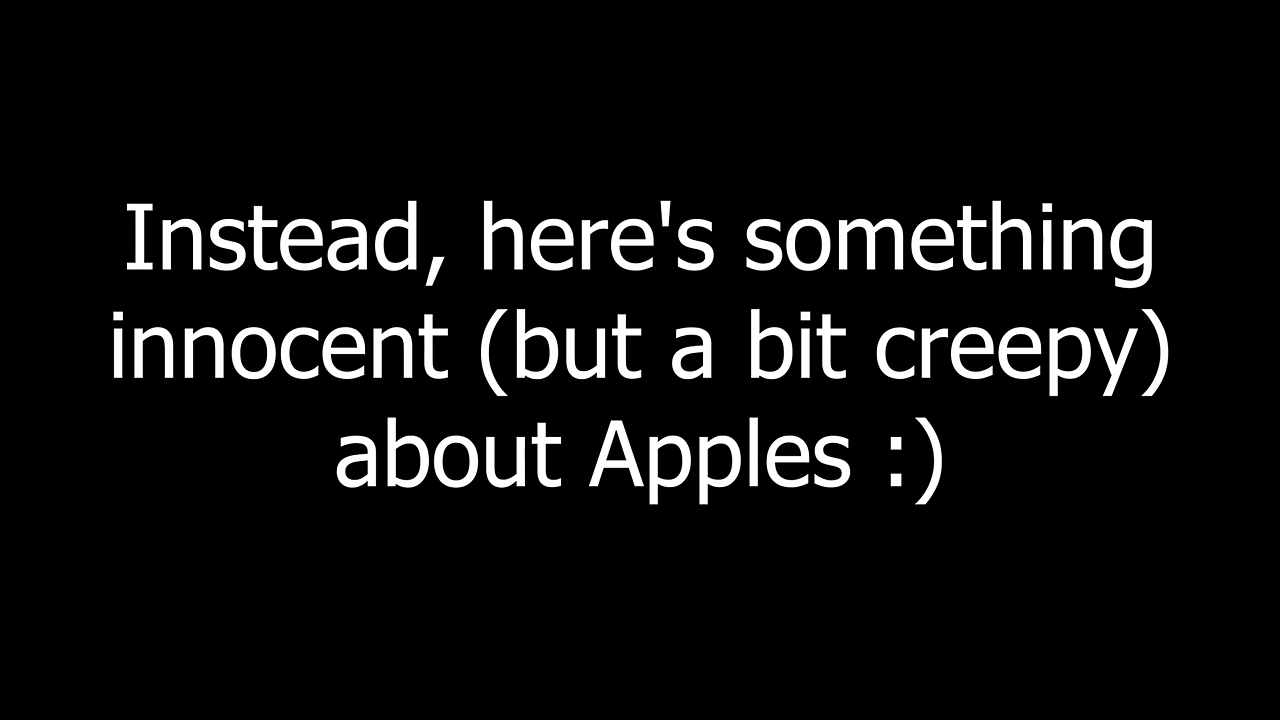 Instead, here's something
innocent (but a bit creepy)
about Apples :)